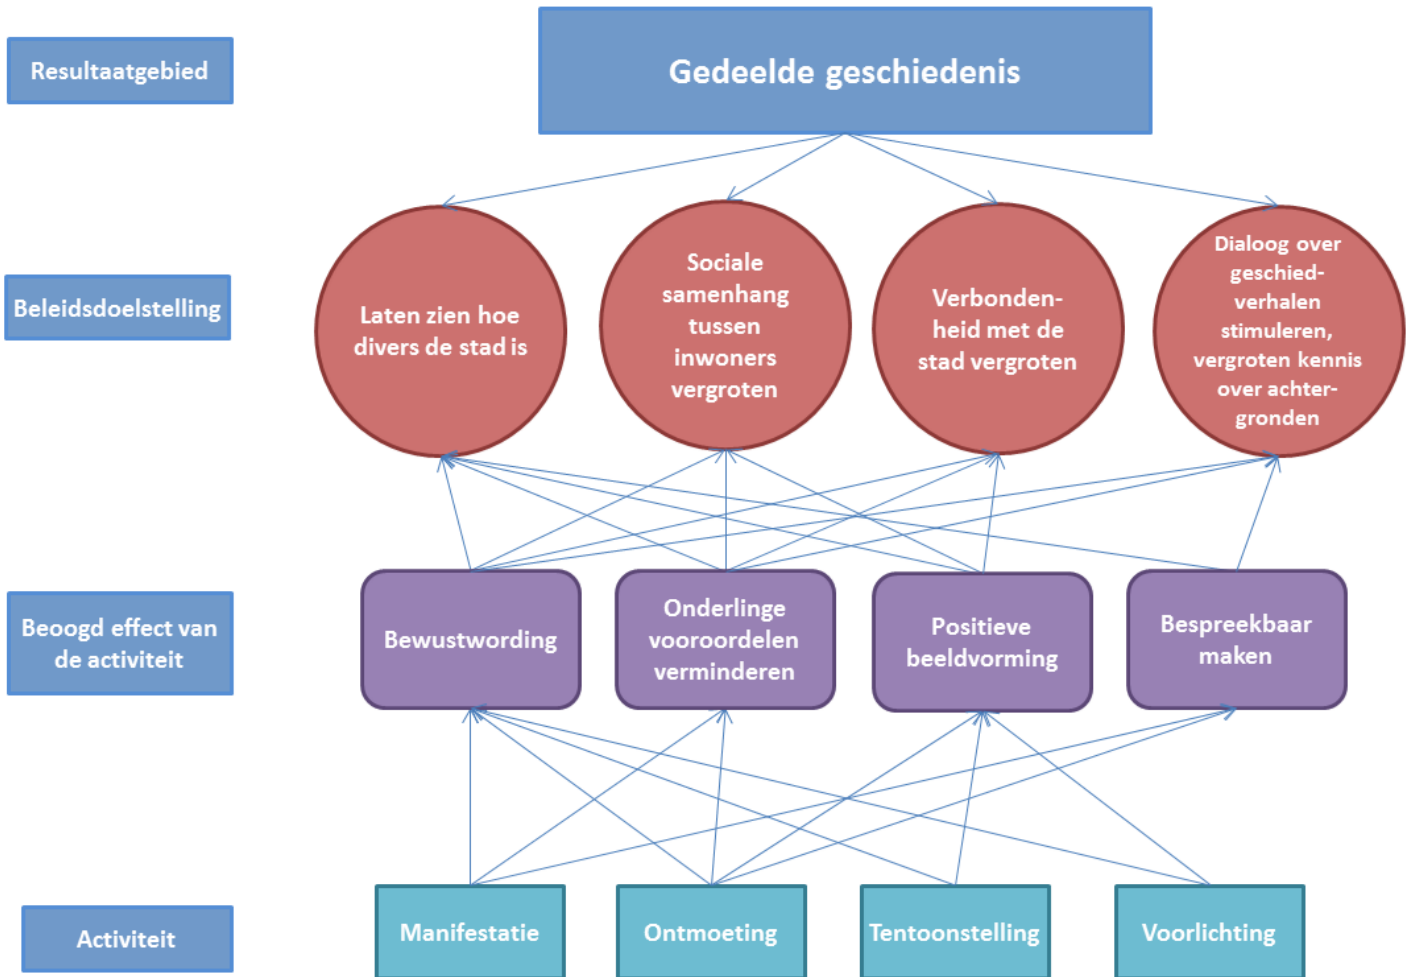 Resultaatgebied
Gedeelde geschiedenis
Beleidsdoelstelling
Laten zien hoe
divers de stad is
Sociale
samenhang
tussen
inwoners
vergroten
Verbonden-
heid met de
stad vergroten
Dialoog over
geschied-
verhalen
stimuleren,
vergroten kennis
over achter-
gronden
Beoogd effect van
de activiteit
Bewustwording
Onderlinge
vooroordelen
verminderen
Positieve
beeldvorming
Bespreekbaar
maken
Activiteit
Manifestatie
Ontmoeting
Tentoonstelling
Voorlichting